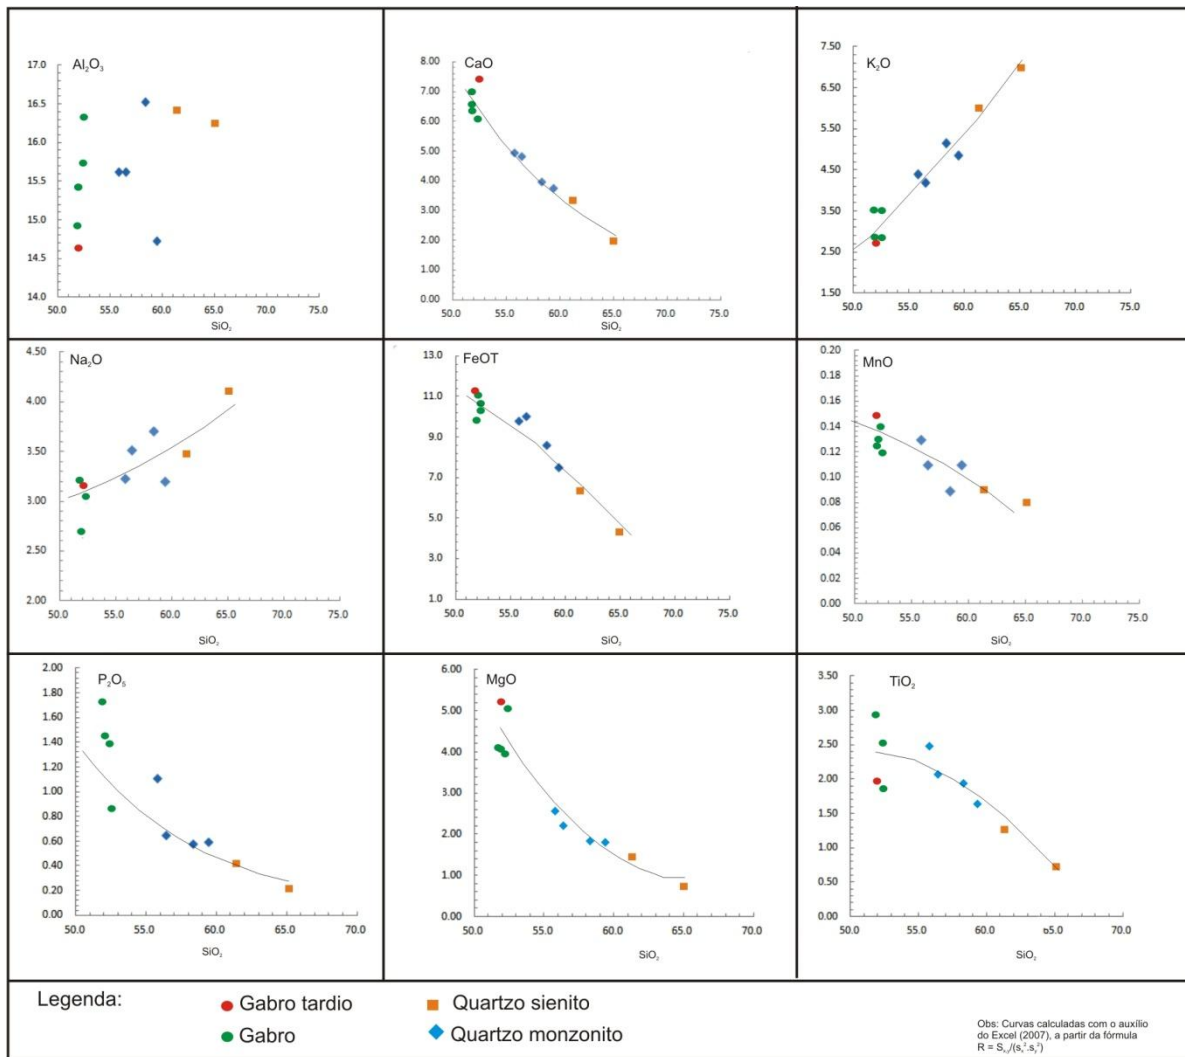 Al₂O₃
17.0
16.5
16.0
15.5
15.0
14.5
14.0
50.0 55.0 60.0 65.0 70.0 75.0
SiO₂
CaO
8.00
7.00
6.00
5.00
4.00
3.00
2.00
1.00
0.00
50.0 55.0 60.0 65.0 70.0 75.0
SiO₂
K₂O
7.50
6.50
5.50
4.50
3.50
2.50
1.50
50.0 55.0 60.0 65.0 70.0 75.0
SiO₂
Na₂O
4.50
4.00
3.50
3.00
2.50
2.00
50.0 55.0 60.0 65.0 70.0 75.0
SiO₂
FeOT
13.0
11.0
9.0
7.0
5.0
3.0
1.0
50.0 55.0 60.0 65.0 70.0 75.0
SiO₂
MnO
0.20
0.18
0.16
0.14
0.12
0.10
0.08
0.06
0.04
0.02
0.00
50.0 55.0 60.0 65.0 70.0 75.0
SiO₂
P₂O₅
2.00
1.80
1.60
1.40
1.20
1.00
0.80
0.60
0.40
0.20
0.00
50.0 55.0 60.0 65.0 70.0
SiO₂
MgO
6.00
5.00
4.00
3.00
2.00
1.00
0.00
50.0 55.0 60.0 65.0 70.0
SiO₂
TiO₂
3.50
3.00
2.50
2.00
1.50
1.00
0.50
0.00
50.0 55.0 60.0 65.0 70.0
SiO₂
Legenda:
Gabro tardio
Quartzo sienito
Gabro
Quartzo monzonito
Obs: Curvas calculadas com o auxílio
do Excel (2007), a partir da fórmula